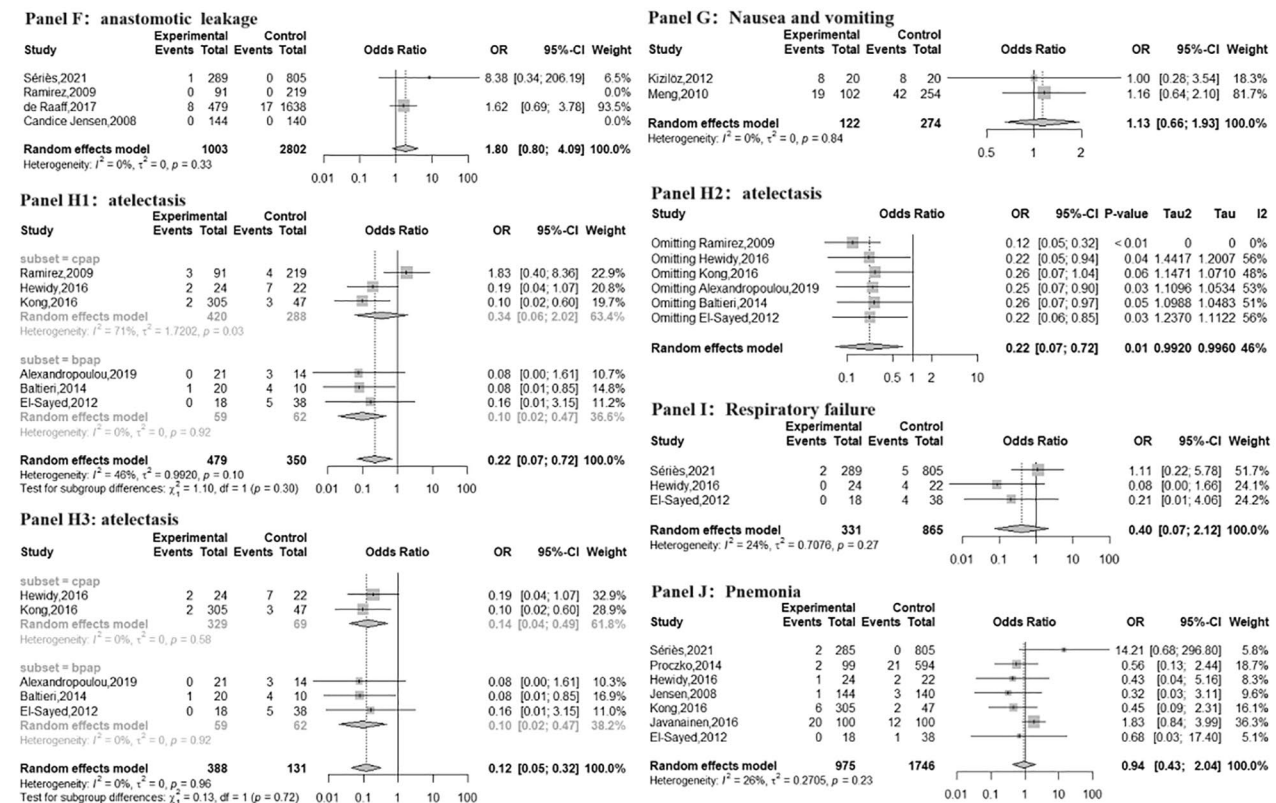 Panel F: anastomotic leakage
Experimental Control
Study Events Total Events Total Odds Ratio OR 95%-CI Weight
Sériès,2021 1 289 0 805 8.38 [0.34; 206.19] 6.5%
Ramirez,2009 0 91 0 219 0.0%
de Raaff,2017 8 479 17 1638 1.62 [0.69; 3.78] 93.5%
Candice Jensen,2008 0 144 0 140 0.0%
Random effects model 1003 2802 1.80 [0.80; 4.09] 100.0%
Heterogeneity: I² = 0%, τ² = 0, p = 0.33
0.01 0.1 1 10 100
Panel H1: atelectasis
Experimental Control
Study Events Total Events Total Odds Ratio OR 95%-CI Weight
subset = cpap
Ramirez,2009 3 91 4 219 1.83 [0.40; 8.36] 22.9%
Hewidy,2016 2 24 7 22 0.19 [0.04; 1.07] 20.8%
Kong,2016 2 305 3 47 0.10 [0.02; 0.60] 19.7%
Random effects model 420 288 0.34 [0.06; 2.02] 63.4%
Heterogeneity: I² = 71%, τ² = 1.7202, p = 0.03
subset = bpap
Alexandropoulou,2019 0 21 3 14 0.08 [0.00; 1.61] 10.7%
Baltieri,2014 1 20 4 10 0.08 [0.01; 0.85] 14.8%
El-Sayed,2012 0 18 5 38 0.16 [0.01; 3.15] 11.2%
Random effects model 59 62 0.10 [0.02; 0.47] 36.6%
Heterogeneity: I² = 0%, τ² = 0, p = 0.92
Random effects model 479 350 0.22 [0.07; 0.72] 100.0%
Heterogeneity: I² = 46%, τ² = 0.9920, p = 0.10
Test for subgroup differences: χ²₁ = 1.10, df = 1 (p = 0.30)
0.01 0.1 1 10 100
Panel H3: atelectasis
Experimental Control
Study Events Total Events Total Odds Ratio OR 95%-CI Weight
subset = cpap
Hewidy,2016 2 24 7 22 0.19 [0.04; 1.07] 32.9%
Kong,2016 2 305 3 47 0.10 [0.02; 0.60] 28.9%
Random effects model 329 69 0.14 [0.04; 0.49] 61.8%
Heterogeneity: I² = 0%, τ² = 0, p = 0.58
subset = bpap
Alexandropoulou,2019 0 21 3 14 0.08 [0.00; 1.61] 10.3%
Baltieri,2014 1 20 4 10 0.08 [0.01; 0.85] 16.9%
El-Sayed,2012 0 18 5 38 0.16 [0.01; 3.15] 11.0%
Random effects model 59 62 0.10 [0.02; 0.47] 38.2%
Heterogeneity: I² = 0%, τ² = 0, p = 0.92
Random effects model 388 131 0.12 [0.05; 0.32] 100.0%
Heterogeneity: I² = 0%, τ² = 0, p = 0.96
Test for subgroup differences: χ²₁ = 0.13, df = 1 (p = 0.72)
0.01 0.1 1 10 100
Panel G: Nausea and vomiting
Experimental Control
Study Events Total Events Total Odds Ratio OR 95%-CI Weight
Kizilöz,2012 8 20 8 20 1.00 [0.28; 3.54] 18.3%
Meng,2010 19 102 42 254 1.16 [0.64; 2.10] 81.7%
Random effects model 122 274 1.13 [0.66; 1.93] 100.0%
Heterogeneity: I² = 0%, τ² = 0, p = 0.84
0.5 1 2
Panel H2: atelectasis
Study Odds Ratio OR 95%-CI P-value Tau2 Tau I2
Omitting Ramirez,2009 0.12 [0.05; 0.32] < 0.01 0 0 0%
Omitting Hewidy,2016 0.22 [0.05; 0.94] 0.04 1.4417 1.2007 56%
Omitting Kong,2016 0.26 [0.07; 1.04] 0.06 1.1471 1.0710 48%
Omitting Alexandropoulou,2019 0.25 [0.07; 0.90] 0.03 1.1096 1.0534 53%
Omitting Baltieri,2014 0.26 [0.07; 0.97] 0.05 1.0988 1.0483 51%
Omitting El-Sayed,2012 0.22 [0.06; 0.85] 0.03 1.2370 1.1122 56%
Random effects model 0.22 [0.07; 0.72] 0.01 0.9920 0.9960 46%
0.1 0.5 1 2 10
Panel I: Respiratory failure
Experimental Control
Study Events Total Events Total Odds Ratio OR 95%-CI Weight
Sériès,2021 2 289 5 805 1.11 [0.22; 5.78] 51.7%
Hewidy,2016 0 24 4 22 0.08 [0.00; 1.66] 24.1%
El-Sayed,2012 0 18 4 38 0.21 [0.01; 4.06] 24.2%
Random effects model 331 865 0.40 [0.07; 2.12] 100.0%
Heterogeneity: I² = 24%, τ² = 0.7076, p = 0.27
0.01 0.1 1 10 100
Panel J: Pnemonia
Experimental Control
Study Events Total Events Total Odds Ratio OR 95%-CI Weight
Sériès,2021 2 285 0 805 14.21 [0.68; 296.80] 5.8%
Proczko,2014 2 99 21 594 0.56 [0.13; 2.44] 18.7%
Hewidy,2016 1 24 2 22 0.43 [0.04; 5.16] 8.3%
Jensen,2008 1 144 3 140 0.32 [0.03; 3.11] 9.6%
Kong,2016 6 305 2 47 0.45 [0.09; 2.31] 16.1%
Javanainen,2016 20 100 12 100 1.83 [0.84; 3.99] 36.3%
El-Sayed,2012 0 18 1 38 0.68 [0.03; 17.40] 5.1%
Random effects model 975 1746 0.94 [0.43; 2.04] 100.0%
Heterogeneity: I² = 26%, τ² = 0.2705, p = 0.23
0.01 0.1 1 10 100